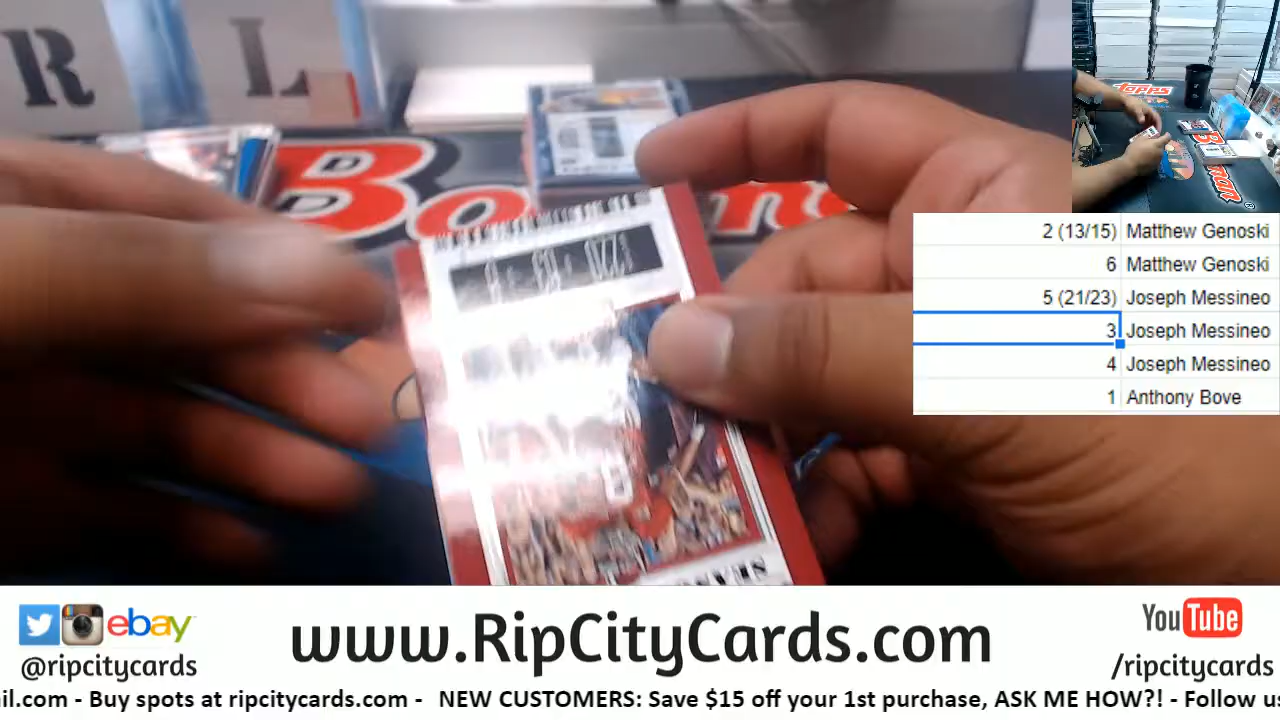 R L
Bo
topps
2 (13/15) Matthew Genoski
6 Matthew Genoski
5 (21/23) Joseph Messineo
3 Joseph Messineo
4 Joseph Messineo
1 Anthony Bove
ebay
@ripcitycards
www.RipCityCards.com
YouTube
/ripcitycards
il.com - Buy spots at ripcitycards.com - NEW CUSTOMERS: Save $15 off your 1st purchase, ASK ME HOW?! - Follow us